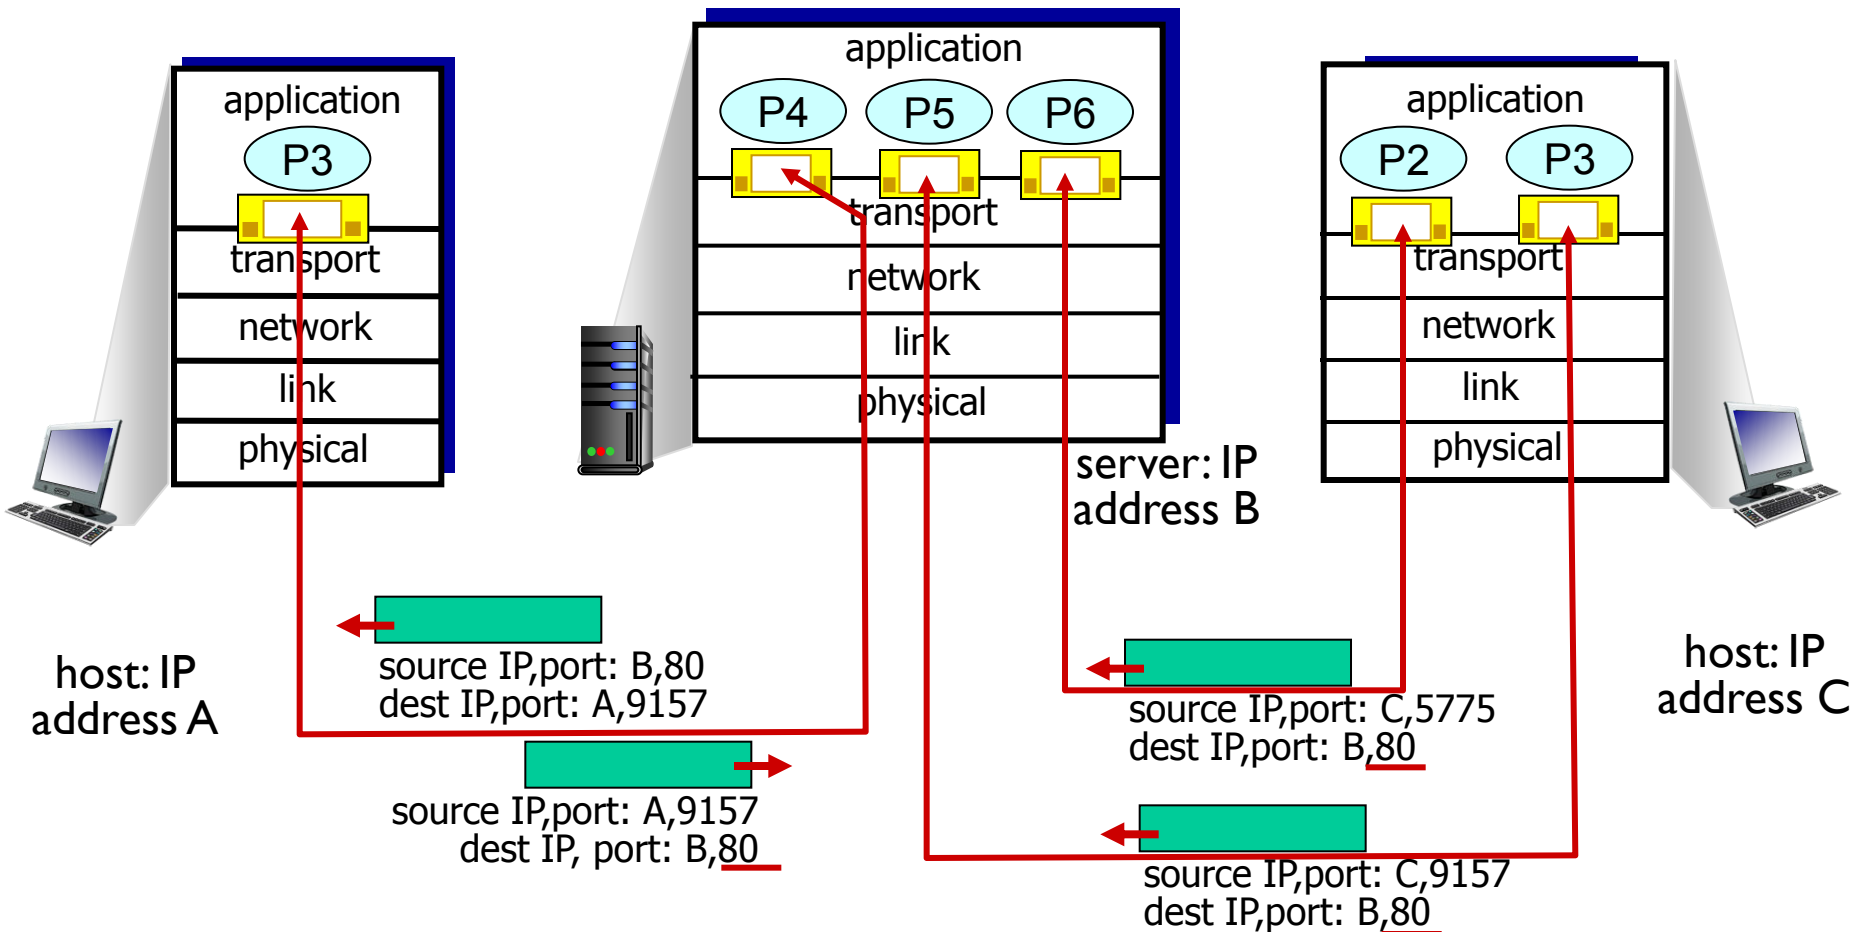 application
P3
transport
network
link
physical
host: IP
address A
application
P4
P5
P6
transport
network
link
physical
server: IP
address B
application
P2
P3
transport
network
link
physical
host: IP
address C
source IP,port: B,80
dest IP,port: A,9157
source IP,port: A,9157
dest IP, port: B,80
source IP,port: C,5775
dest IP,port: B,80
source IP,port: C,9157
dest IP,port: B,80